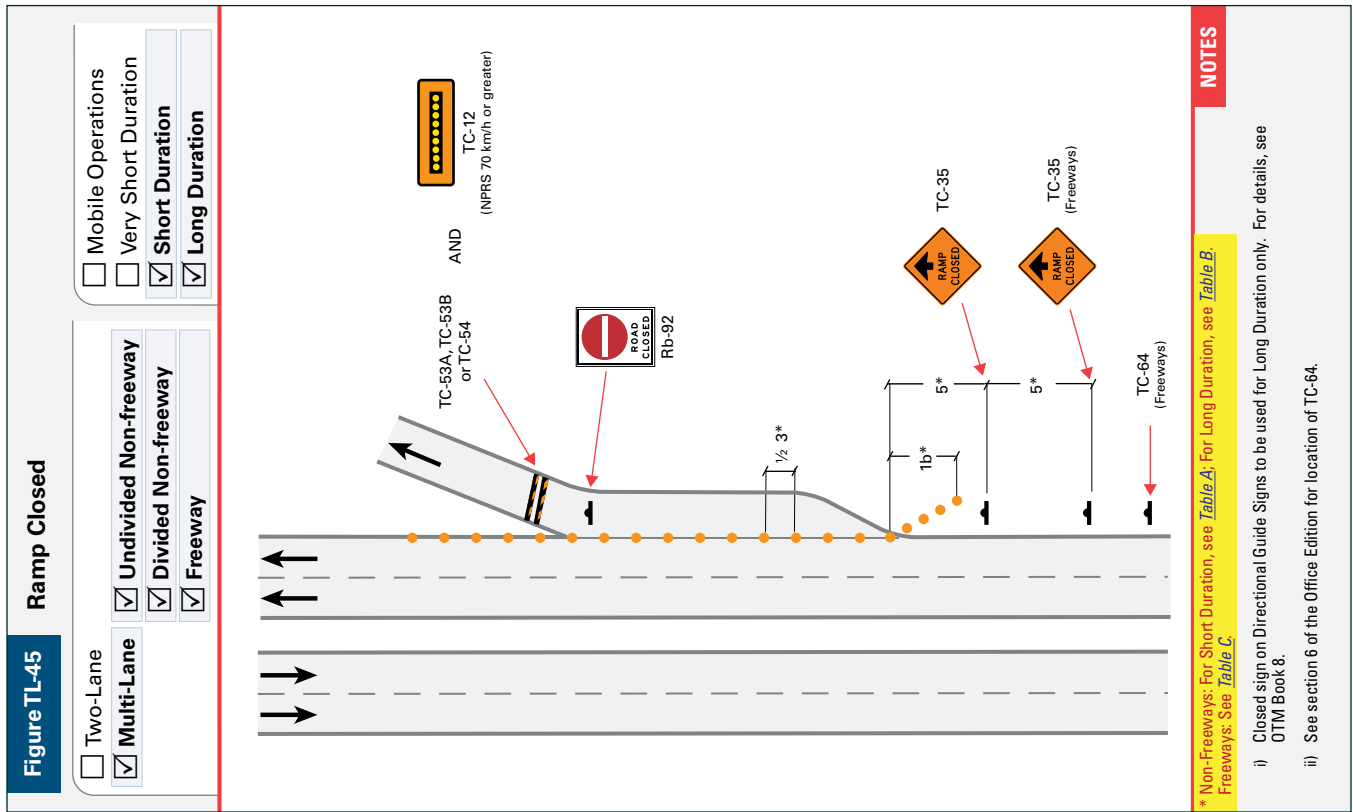 Figure TL-45
Ramp Closed
Two-Lane
Multi-Lane
Undivided Non-freeway
Divided Non-freeway
Freeway
Mobile Operations
Very Short Duration
Short Duration
Long Duration
TC-53A, TC-53B
or TC-54
AND
TC-12
(NPRS 70 km/h or greater)
ROAD
CLOSED
Rb-92
½ 3*
1b*
5*
5*
RAMP
CLOSED
TC-35
RAMP
CLOSED
TC-35
(Freeways)
TC-64
(Freeways)
NOTES
* Non-Freeways: For Short Duration, see Table A; For Long Duration, see Table B.
Freeways: See Table C.
i) Closed sign on Directional Guide Signs to be used for Long Duration only. For details, see
OTM Book 8.
ii) See section 6 of the Office Edition for location of TC-64.